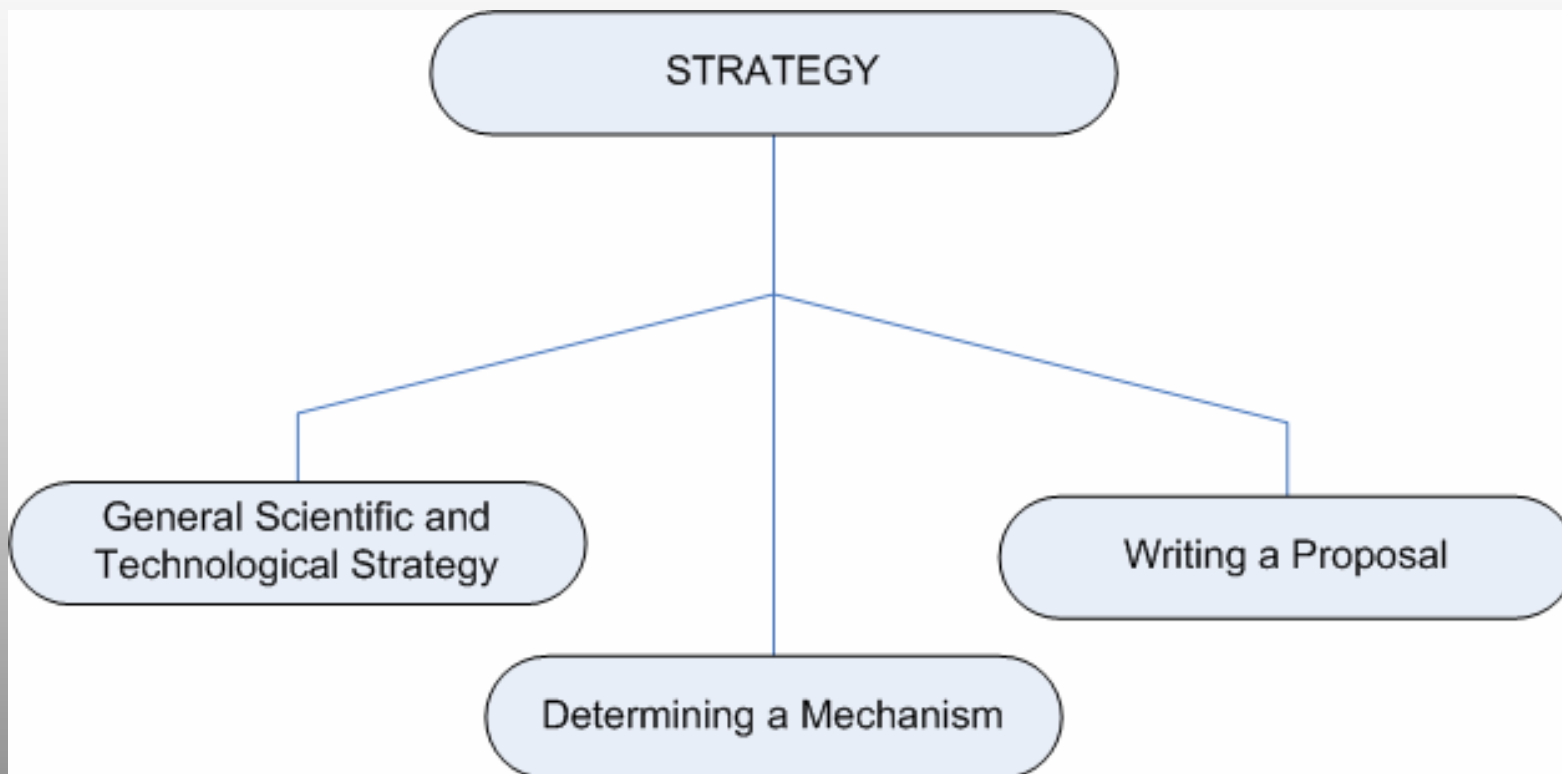 STRATEGY
General Scientific and
Technological Strategy
Writing a Proposal
Determining a Mechanism